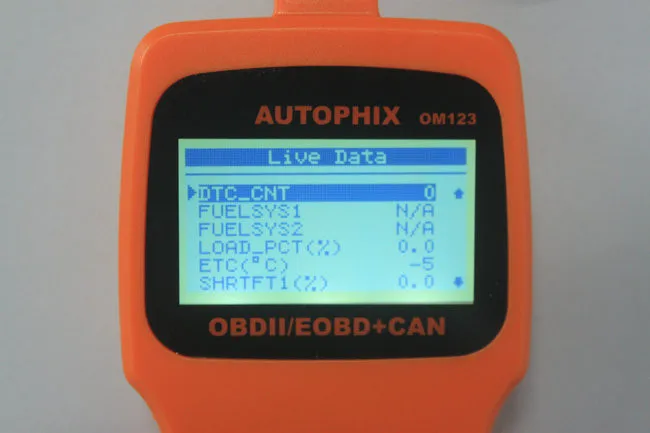 AUTOPHIX OM123
Live Data
DTC_CNT 0
FUELSYS1 N/A
FUELSYS2 N/A
LOAD_PCT(%) 0.0
ETC(°C) -5
SHRTFT1(%) 0.0
OBDII/EOBD+CAN